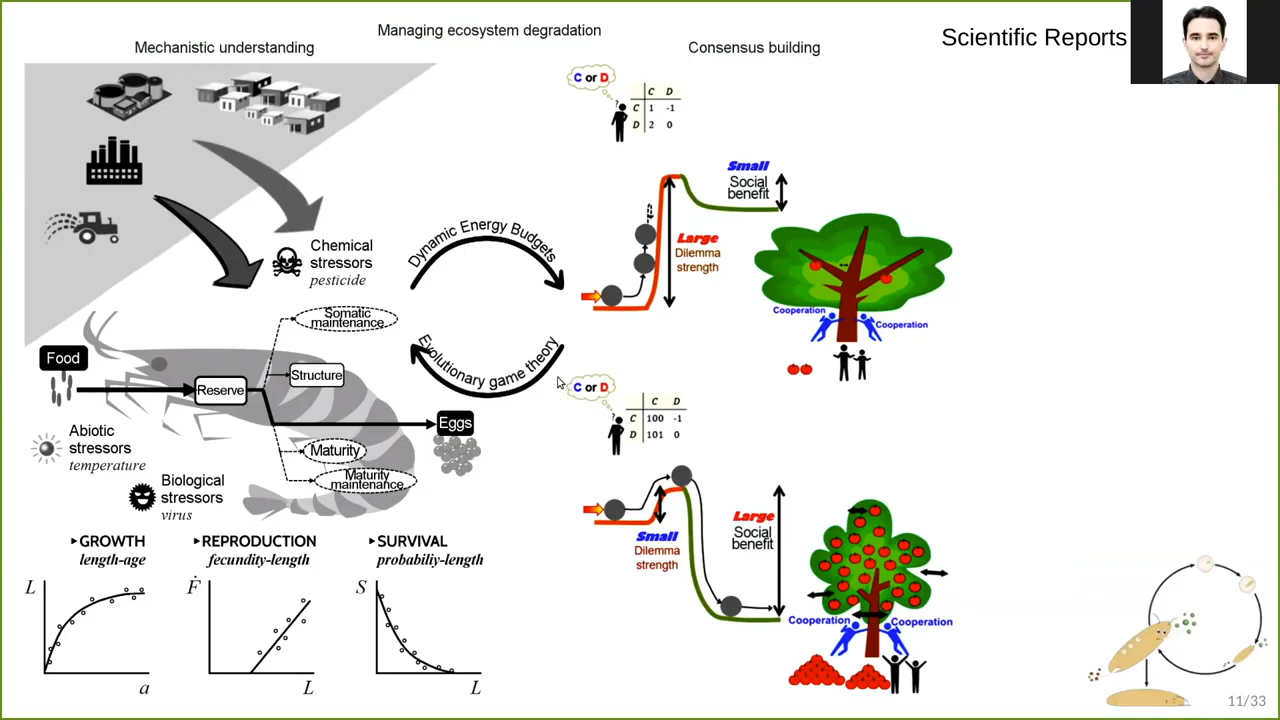 Managing ecosystem degradation
Mechanistic understanding
Consensus building
Scientific Reports
Chemical
stressors
pesticide
Somatic
maintenance
Food
Reserve
Structure
Eggs
Maturity
Maturity
maintenance
Abiotic
stressors
temperature
Biological
stressors
virus
GROWTH
length-age
L
a
REPRODUCTION
fecundity-length
Ḟ
L
SURVIVAL
probabiliy-length
S
L
Dynamic Energy Budgets
Evolutionary game theory
C or D
?
C D
C 1 -1
D 2 0
Small
Social
benefit
Large
Dilemma
strength
Cooperation
Cooperation
C or D
?
C D
C 100 -1
D 101 0
Small
Dilemma
strength
Large
Social
benefit
Cooperation
Cooperation
11/33